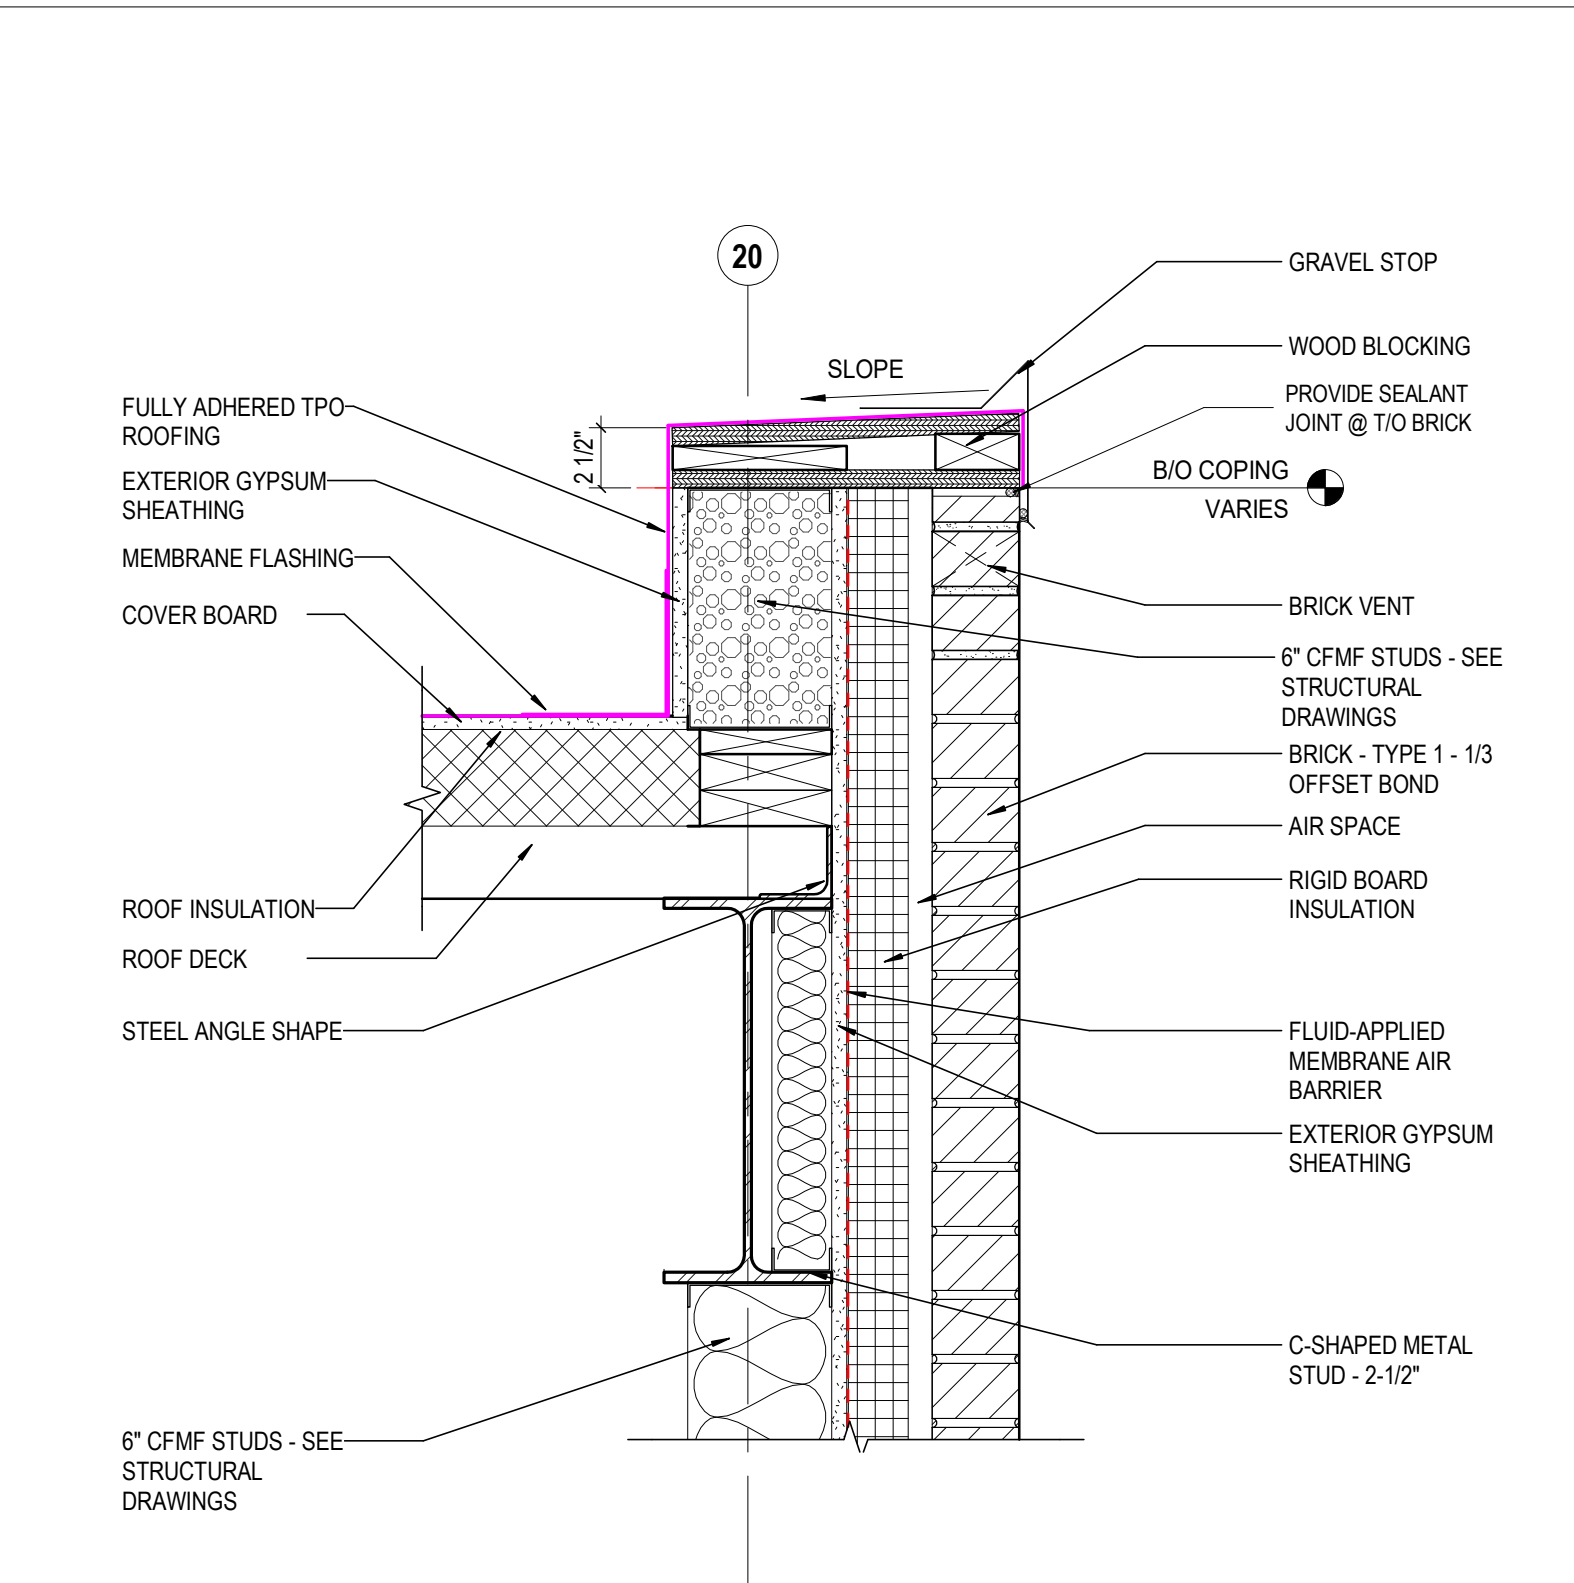 20
SLOPE
2 1/2"
FULLY ADHERED TPO
ROOFING
EXTERIOR GYPSUM
SHEATHING
MEMBRANE FLASHING
COVER BOARD
ROOF INSULATION
ROOF DECK
STEEL ANGLE SHAPE
6" CFMF STUDS - SEE
STRUCTURAL
DRAWINGS
GRAVEL STOP
WOOD BLOCKING
PROVIDE SEALANT
JOINT @ T/O BRICK
B/O COPING
VARIES
BRICK VENT
6" CFMF STUDS - SEE
STRUCTURAL
DRAWINGS
BRICK - TYPE 1 - 1/3
OFFSET BOND
AIR SPACE
RIGID BOARD
INSULATION
FLUID-APPLIED
MEMBRANE AIR
BARRIER
EXTERIOR GYPSUM
SHEATHING
C-SHAPED METAL
STUD - 2-1/2"